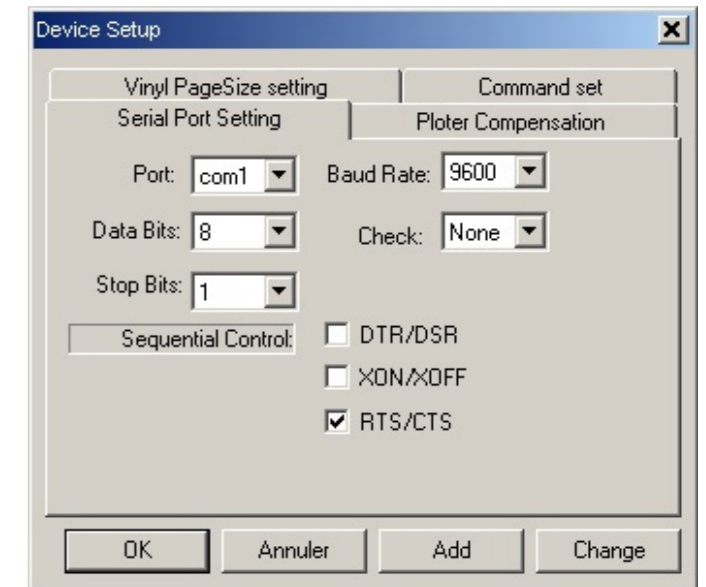 Device Setup
Vinyl PageSize setting Command set
Serial Port Setting Ploter Compensation
Port: com1 Baud Rate: 9600
Data Bits: 8 Check: None
Stop Bits: 1
Sequential Control: DTR/DSR
XON/XOFF
RTS/CTS
OK Annuler Add Change